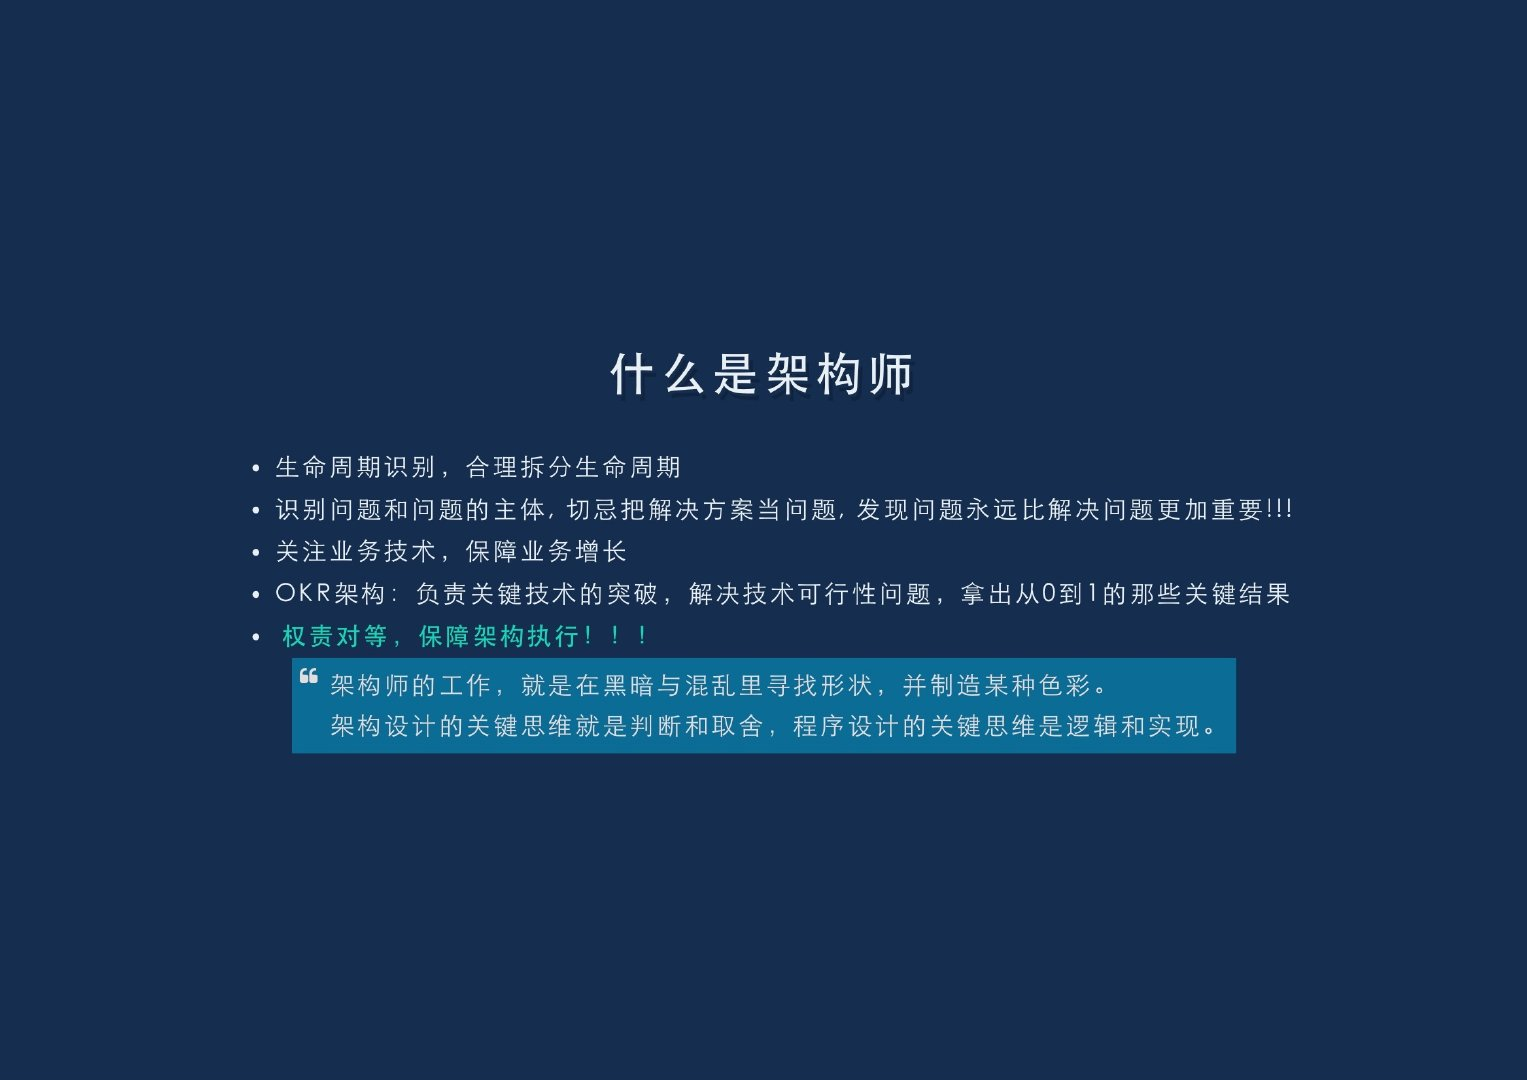 什么是架构师
• 生命周期识别，合理拆分生命周期
• 识别问题和问题的主体, 切忌把解决方案当问题, 发现问题永远比解决问题更加重要!!!
• 关注业务技术，保障业务增长
• OKR架构：负责关键技术的突破，解决技术可行性问题，拿出从0到1的那些关键结果
• 权责对等，保障架构执行！！！
❝ 架构师的工作，就是在黑暗与混乱里寻找形状，并制造某种色彩。
架构设计的关键思维就是判断和取舍，程序设计的关键思维是逻辑和实现。